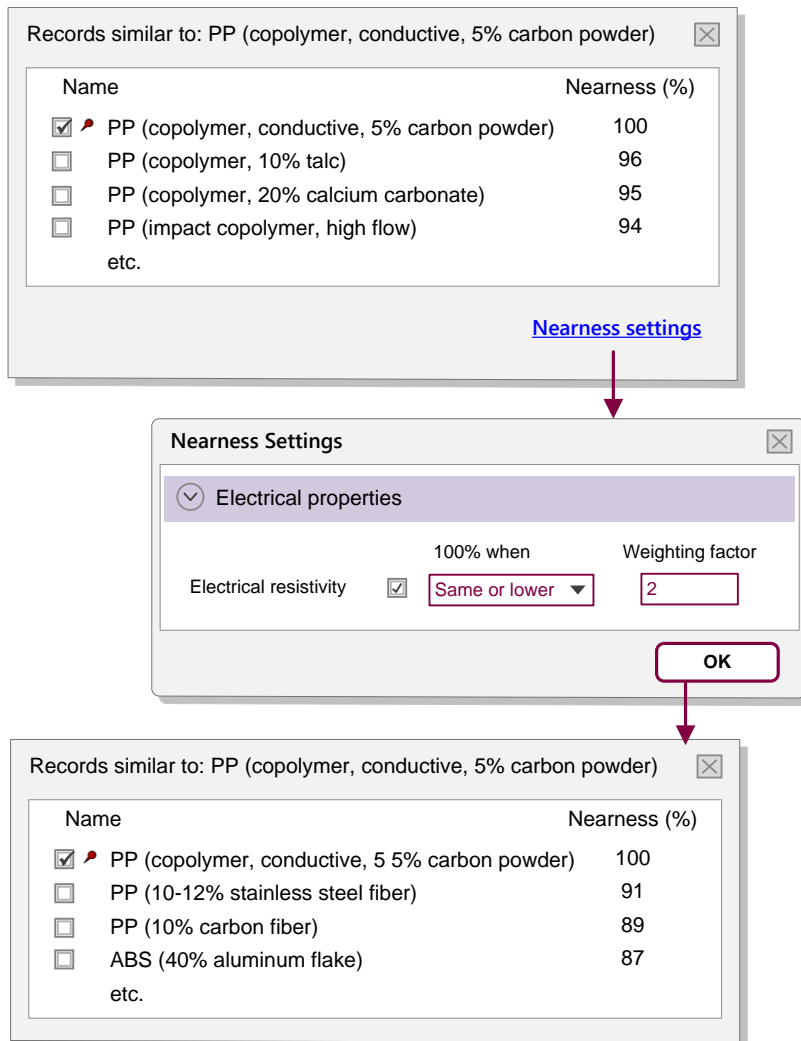 Records similar to: PP (copolymer, conductive, 5% carbon powder)
Name Nearness (%)
PP (copolymer, conductive, 5% carbon powder) 100
PP (copolymer, 10% talc) 96
PP (copolymer, 20% calcium carbonate) 95
PP (impact copolymer, high flow) 94
etc.
Nearness settings
Nearness Settings
Electrical properties
100% when Weighting factor
Electrical resistivity Same or lower 2
OK
Records similar to: PP (copolymer, conductive, 5% carbon powder)
Name Nearness (%)
PP (copolymer, conductive, 5 5% carbon powder) 100
PP (10-12% stainless steel fiber) 91
PP (10% carbon fiber) 89
ABS (40% aluminum flake) 87
etc.